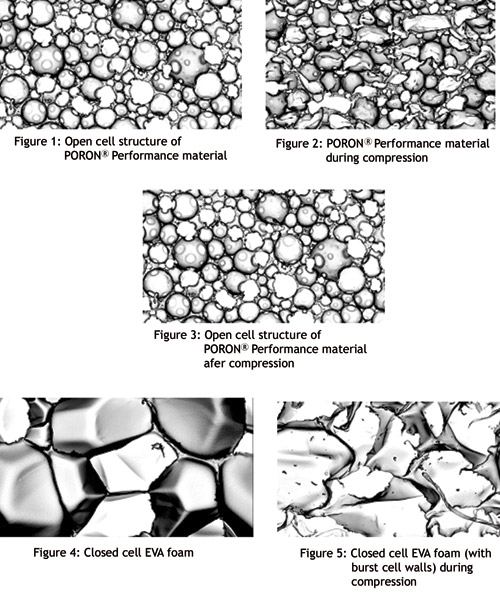 Figure 1: Open cell structure of
PORON® Performance material
Figure 2: PORON® Performance material
during compression
Figure 3: Open cell structure of
PORON® Performance material
afer compression
Figure 4: Closed cell EVA foam
Figure 5: Closed cell EVA foam (with
burst cell walls) during
compression